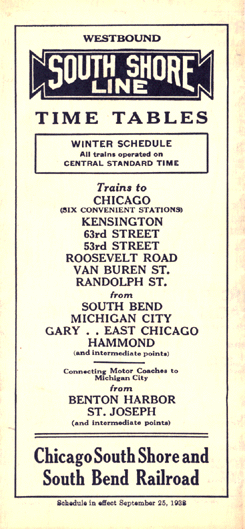 WESTBOUND
SOUTH SHORE
LINE
TIME TABLES
WINTER SCHEDULE
All trains operated on
CENTRAL STANDARD TIME
Trains to
CHICAGO
(SIX CONVENIENT STATIONS)
KENSINGTON
63rd STREET
53rd STREET
ROOSEVELT ROAD
VAN BUREN ST.
RANDOLPH ST.
from
SOUTH BEND
MICHIGAN CITY
GARY . . EAST CHICAGO
HAMMOND
(and intermediate points)
Connecting Motor Coaches to
Michigan City
from
BENTON HARBOR
ST. JOSEPH
(and intermediate points)
Chicago South Shore and
South Bend Railroad
Schedule in effect September 25, 1938